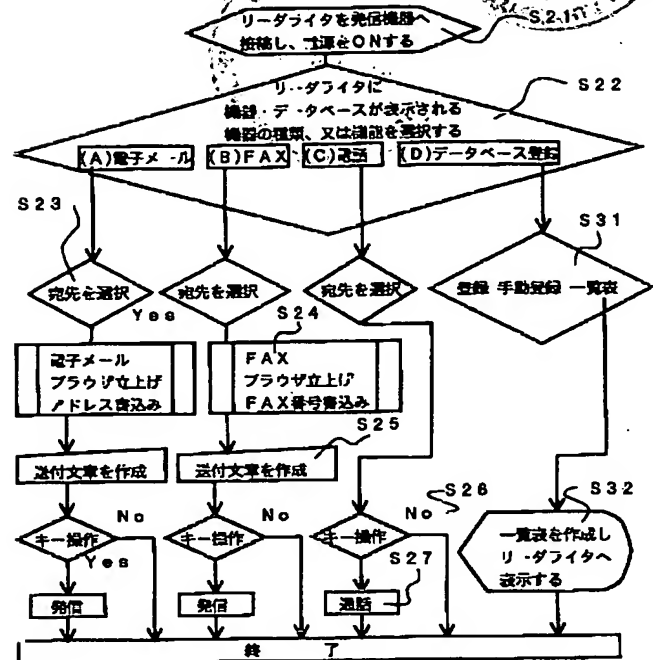 リーダライタを発信機器へ
接続し、電源をONする
S21
リーダライタに
機器・データベースが表示される
機器の種類、又は機能を選択する
S22
(A)電子メール
(B)FAX
(C)電話
(D)データベース登録
S23
宛先を選択
宛先を選択
宛先を選択
登録 手動登録 一覧表
S31
Yes
S24
電子メール
ブラウザ立上げ
アドレス書込み
FAX
ブラウザ立上げ
FAX番号書込み
S25
送付文章を作成
送付文章を作成
S26
S32
キー操作
No
キー操作
No
キー操作
No
一覧表を作成し
リーダライタへ
表示する
Yes
S27
発信
発信
通話
終了